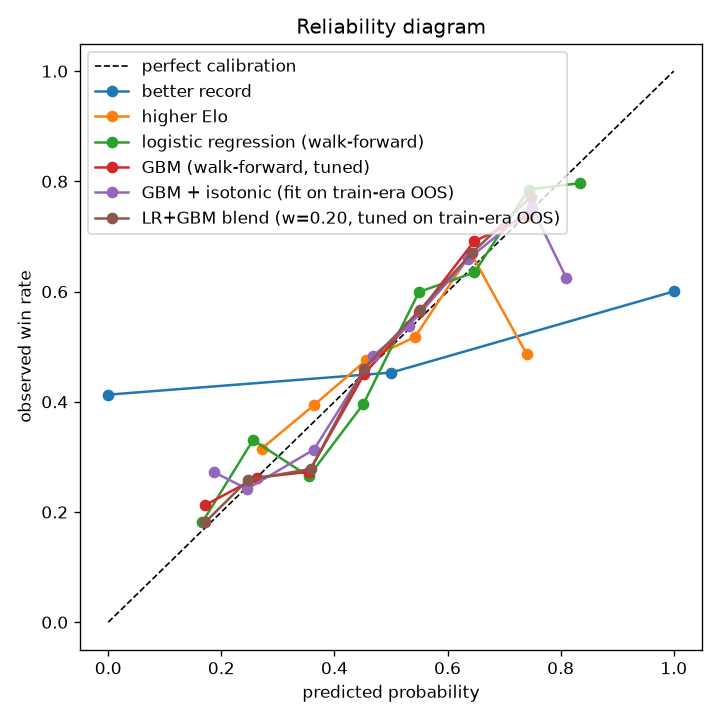 Reliability diagram
perfect calibration
better record
higher Elo
logistic regression (walk-forward)
GBM (walk-forward, tuned)
GBM + isotonic (fit on train-era OOS)
LR+GBM blend (w=0.20, tuned on train-era OOS)
observed win rate
1.0
0.8
0.6
0.4
0.2
0.0
0.0 0.2 0.4 0.6 0.8 1.0
predicted probability